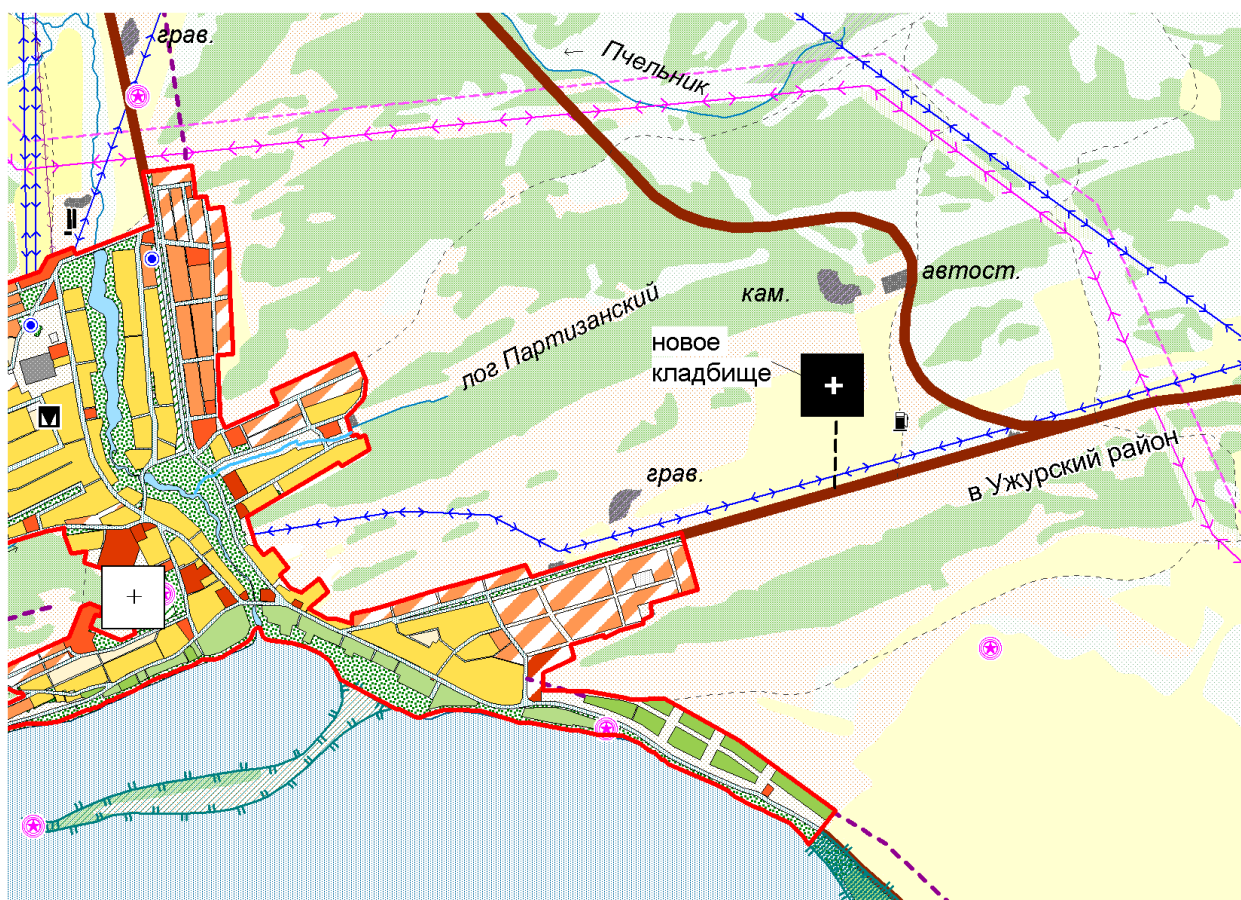 грав.
Пчельник
автост.
кам.
лог Партизанский
новое
кладбище
грав.
в Ужурский район